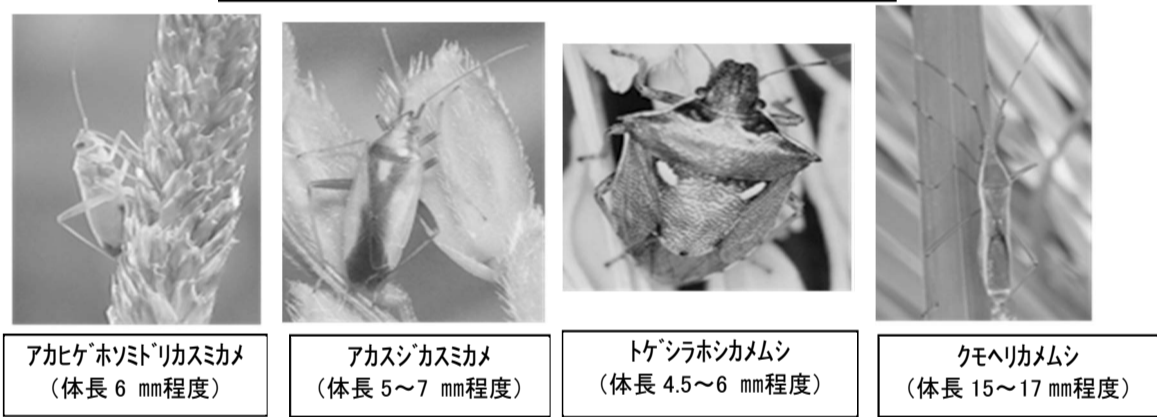 ｱｶﾋｹﾞﾎｿﾐﾄﾞﾘｶｽﾐｶﾒ
（体長 6 ㎜程度）
ｱｶｽｼﾞｶｽﾐｶﾒ
（体長 5～7 ㎜程度）
ﾄｹﾞｼﾗﾎｼｶﾒﾑｼ
（体長 4.5～6 ㎜程度）
ｸﾓﾍﾘｶﾒﾑｼ
（体長 15～17 ㎜程度）